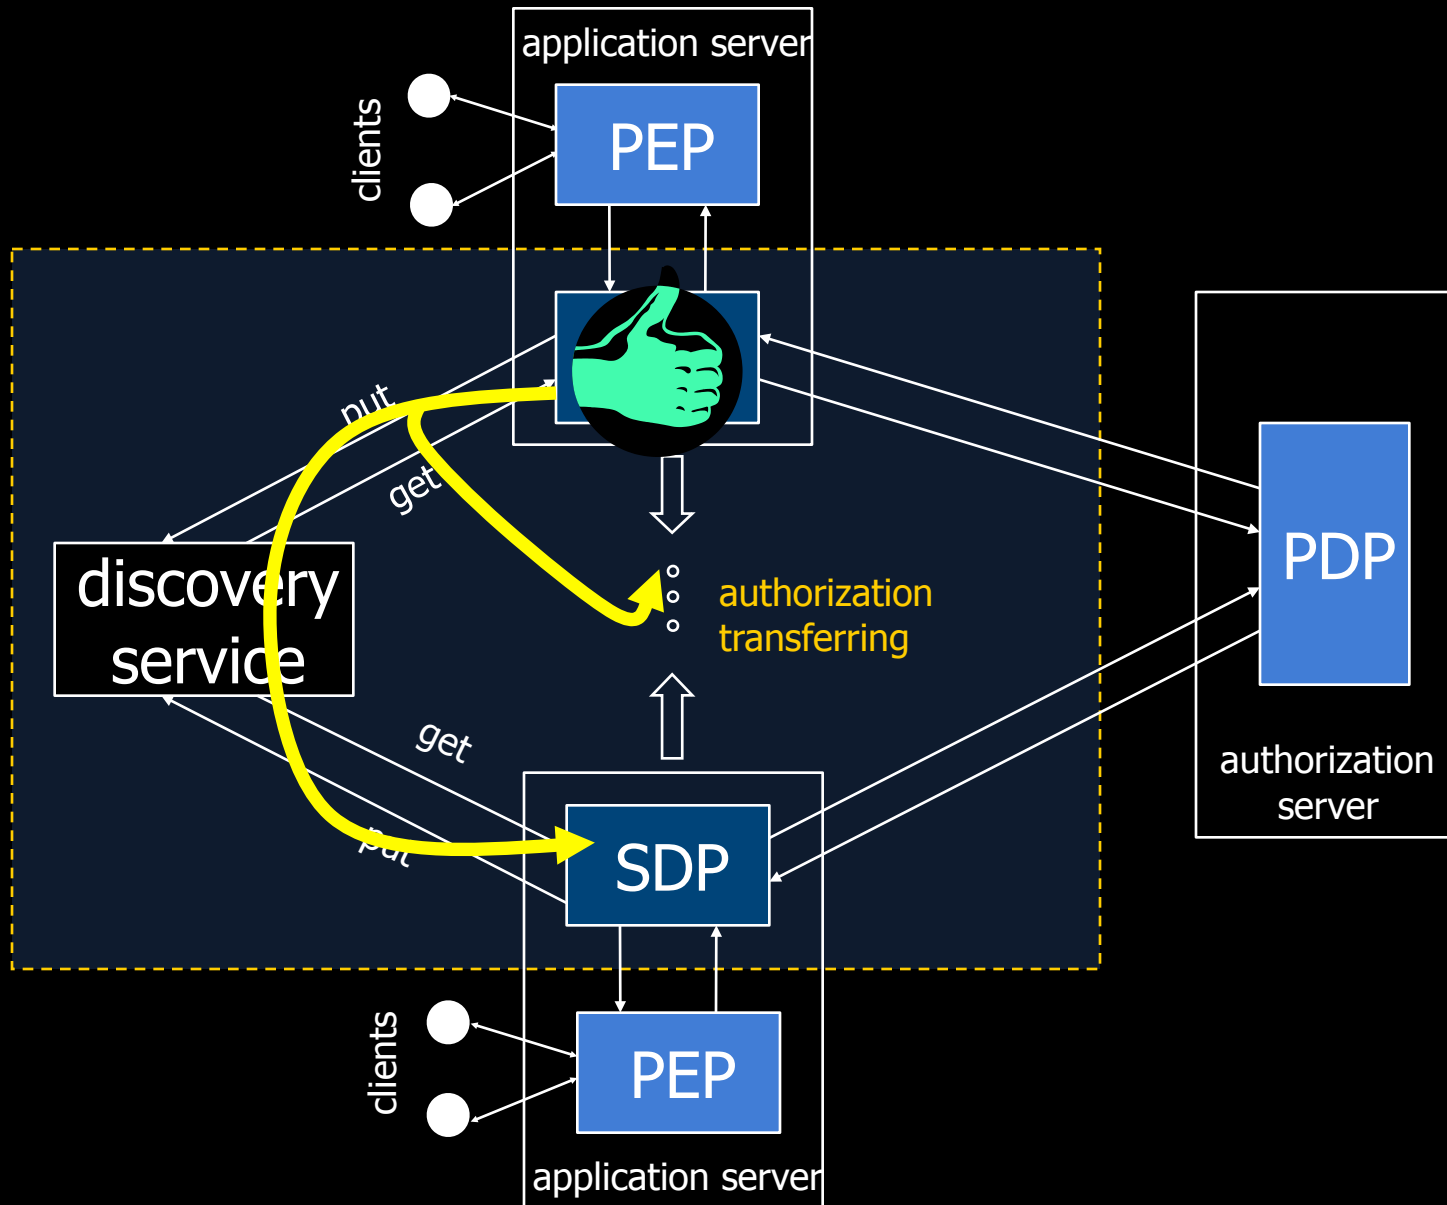 application server
clients
PEP
put
get
discovery
service
authorization
transferring
PDP
authorization
server
get
put
SDP
clients
PEP
application server